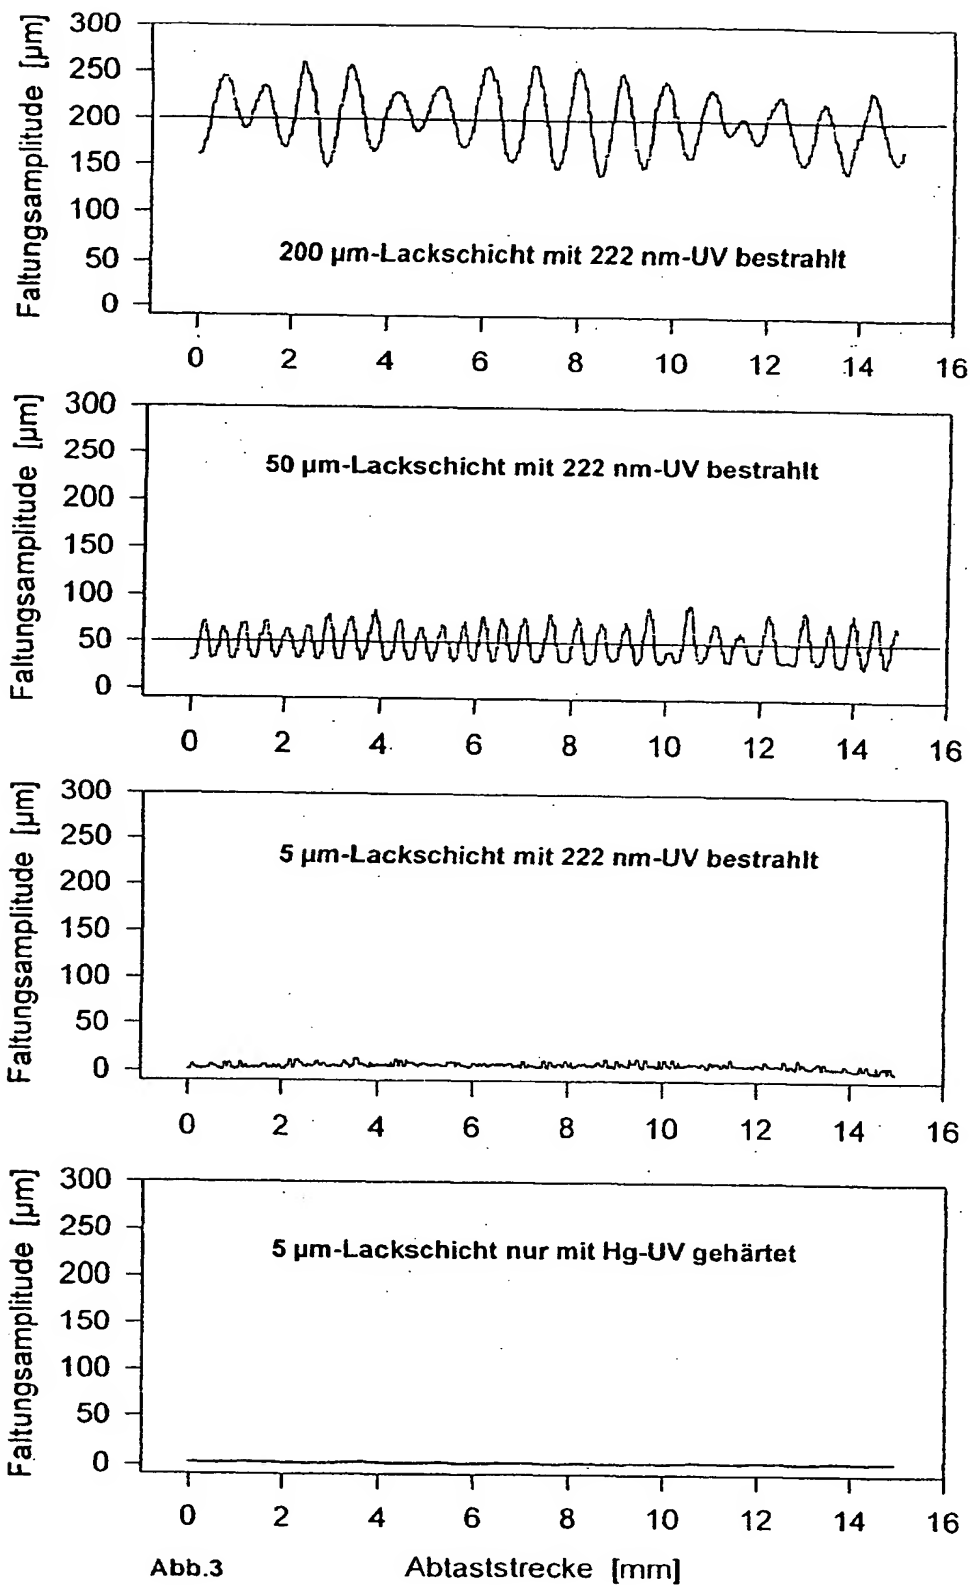 Faltungsamplitude [µm]
300
250
200
150
100
50
0
200 µm-Lackschicht mit 222 nm-UV bestrahlt
0 2 4 6 8 10 12 14 16
Faltungsamplitude [µm]
300
250
200
150
100
50
0
50 µm-Lackschicht mit 222 nm-UV bestrahlt
0 2 4 6 8 10 12 14 16
Faltungsamplitude [µm]
300
250
200
150
100
50
0
5 µm-Lackschicht mit 222 nm-UV bestrahlt
0 2 4 6 8 10 12 14 16
Faltungsamplitude [µm]
300
250
200
150
100
50
0
5 µm-Lackschicht nur mit Hg-UV gehärtet
0 2 4 6 8 10 12 14 16
Abb.3 Abtaststrecke [mm]